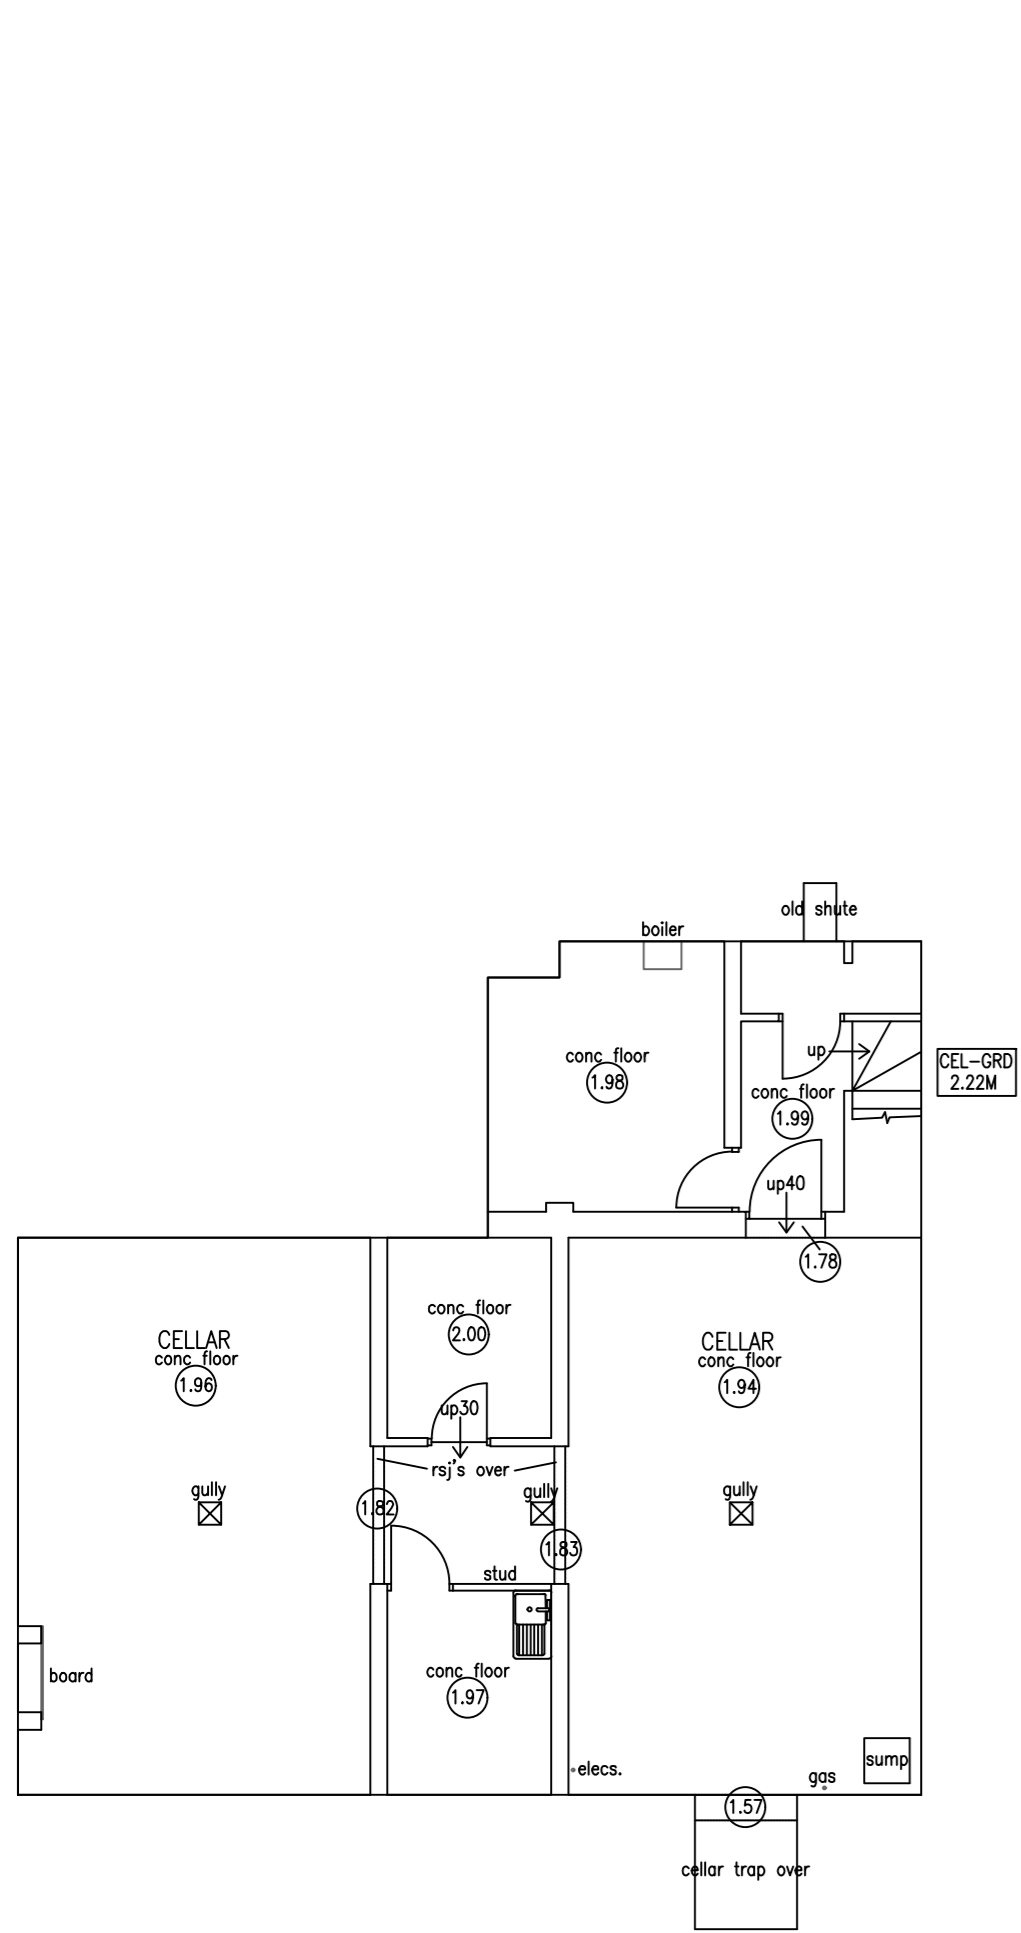 old shute
boiler
conc floor
1.98
up
CEL-GRD
2.22M
conc floor
1.99
up40
1.78
conc floor
2.00
CELLAR
conc floor
1.96
CELLAR
conc floor
1.94
up30
rsj's over
gully
gully
gully
1.82
1.83
stud
conc floor
1.97
board
elecs.
gas
sump
1.57
cellar trap over